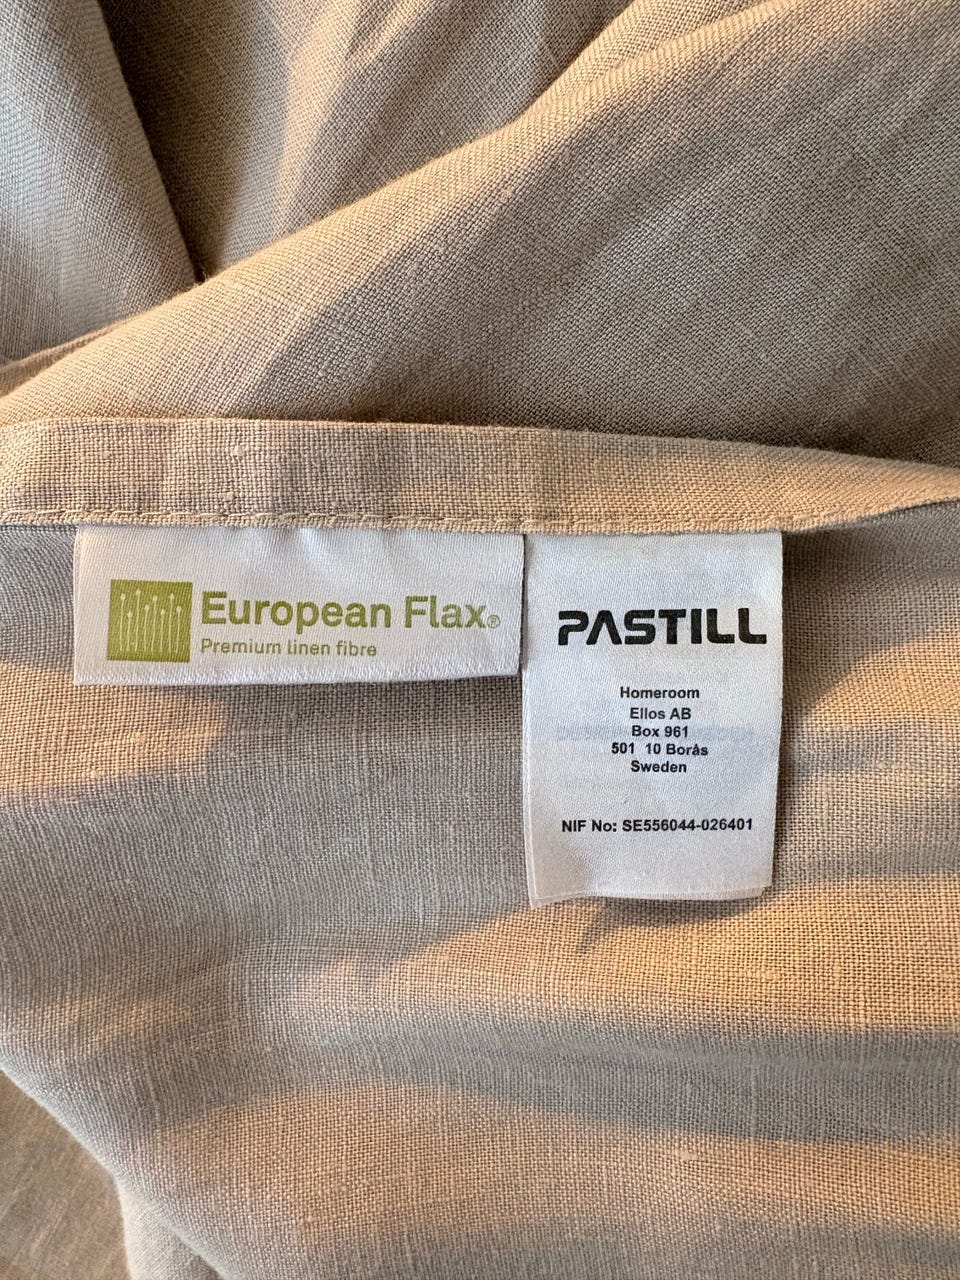 European Flax®
Premium linen fibre
PASTILL
Homeroom
Ellos AB
Box 961
501 10 Borås
Sweden
NIF No: SE556044-026401